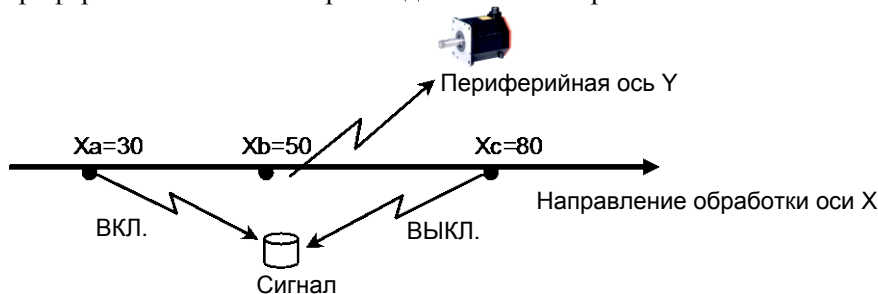 Периферийная ось Y
Xa=30 Xb=50 Xc=80
Направление обработки оси X
ВКЛ. ВЫКЛ.
Сигнал